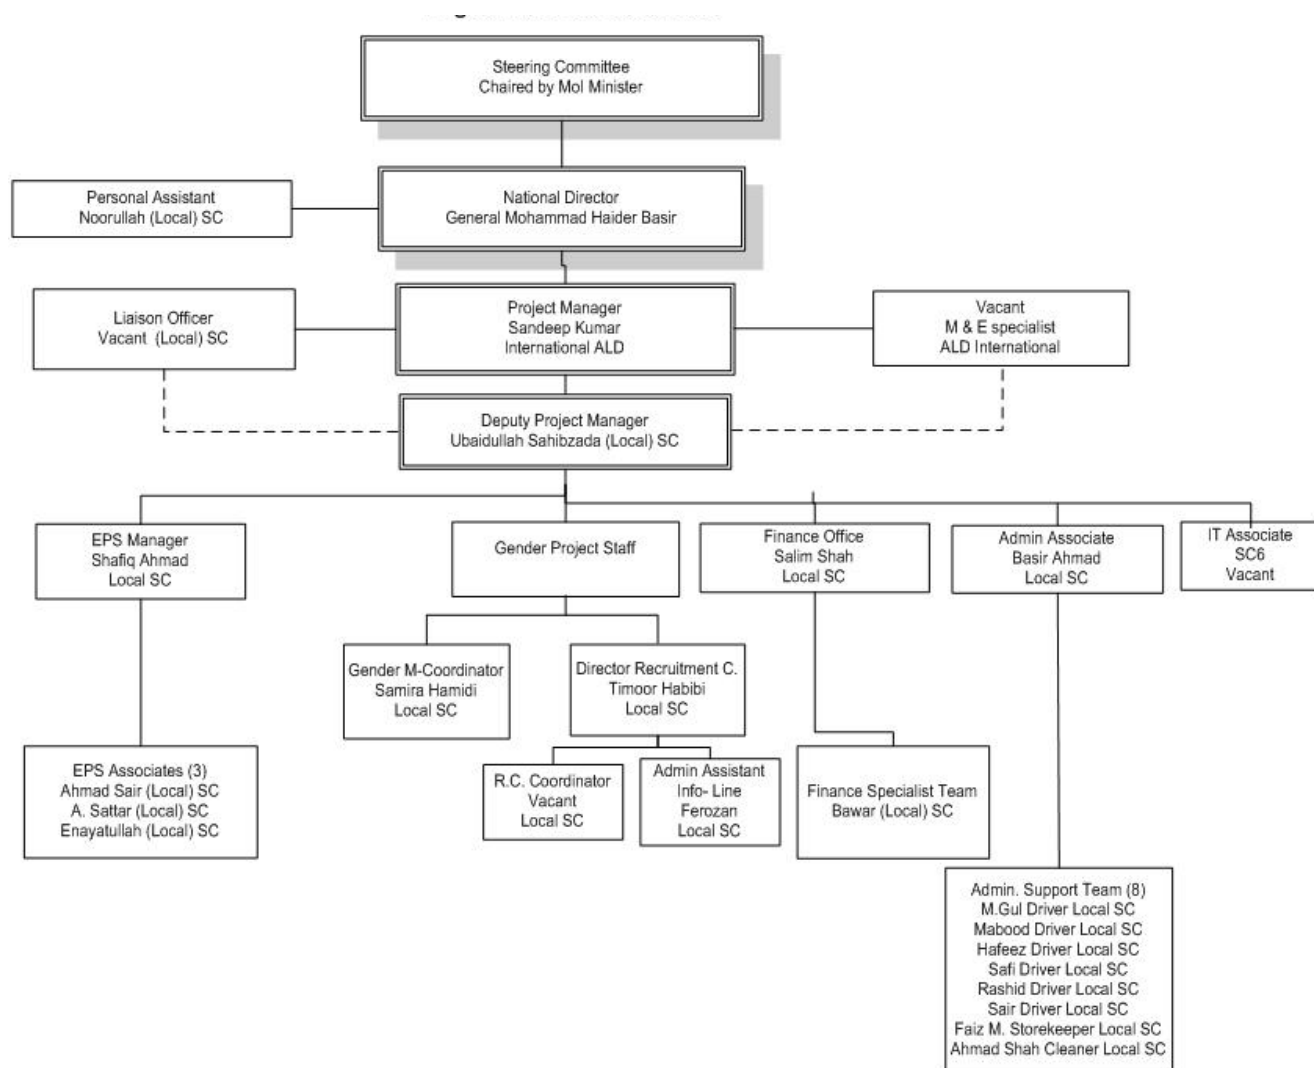 Steering Committee
Chaired by MoI Minister
Personal Assistant
Noorullah (Local) SC
National Director
General Mohammad Haider Basir
Liaison Officer
Vacant (Local) SC
Project Manager
Sandeep Kumar
International ALD
Vacant
M & E specialist
ALD International
Deputy Project Manager
Ubaidullah Sahibzada (Local) SC
EPS Manager
Shafiq Ahmad
Local SC
Gender Project Staff
Finance Office
Salim Shah
Local SC
Admin Associate
Basir Ahmad
Local SC
IT Associate
SC6
Vacant
Gender M-Coordinator
Samira Hamidi
Local SC
Director Recruitment C.
Timoor Habibi
Local SC
EPS Associates (3)
Ahmad Sair (Local) SC
A. Sattar (Local) SC
Enayatullah (Local) SC
R.C. Coordinator
Vacant
Local SC
Admin Assistant
Info- Line
Ferozan
Local SC
Finance Specialist Team
Bawar (Local) SC
Admin. Support Team (8)
M.Gul Driver Local SC
Mabood Driver Local SC
Hafeez Driver Local SC
Safi Driver Local SC
Rashid Driver Local SC
Sair Driver Local SC
Faiz M. Storekeeper Local SC
Ahmad Shah Cleaner Local SC